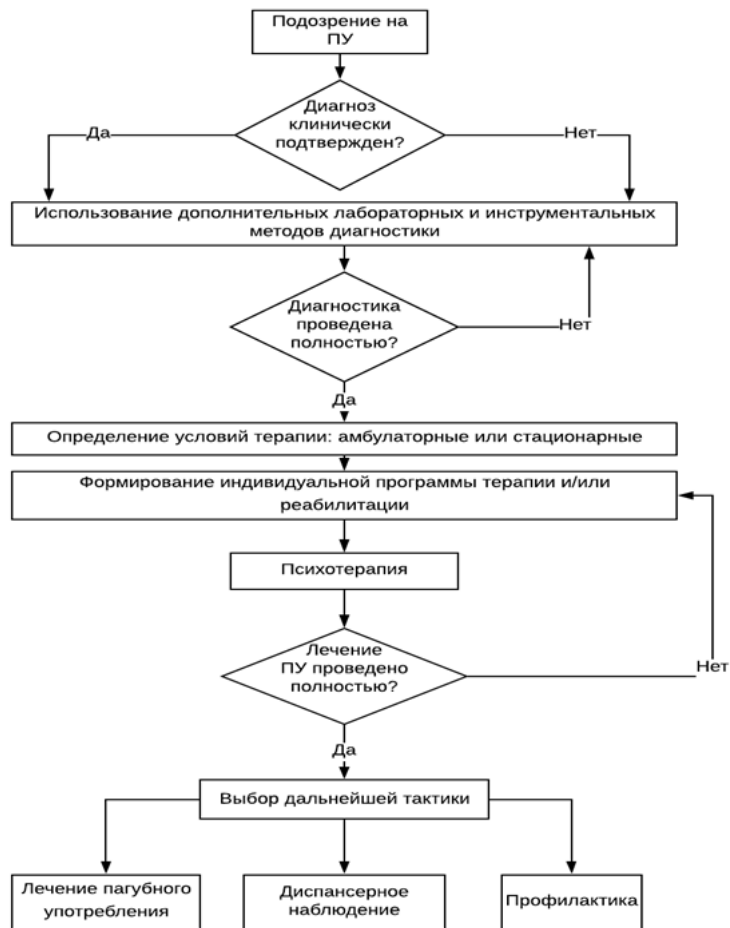 Подозрение на
ПУ
Диагноз
клинически
подтвержден?
Да
Нет
Использование дополнительных лабораторных и инструментальных
методов диагностики
Диагностика
проведена
полностью?
Нет
Да
Определение условий терапии: амбулаторные или стационарные
Формирование индивидуальной программы терапии и/или
реабилитации
Психотерапия
Лечение
ПУ проведено
полностью?
Нет
Да
Выбор дальнейшей тактики
Лечение пагубного
употребления
Диспансерное
наблюдение
Профилактика